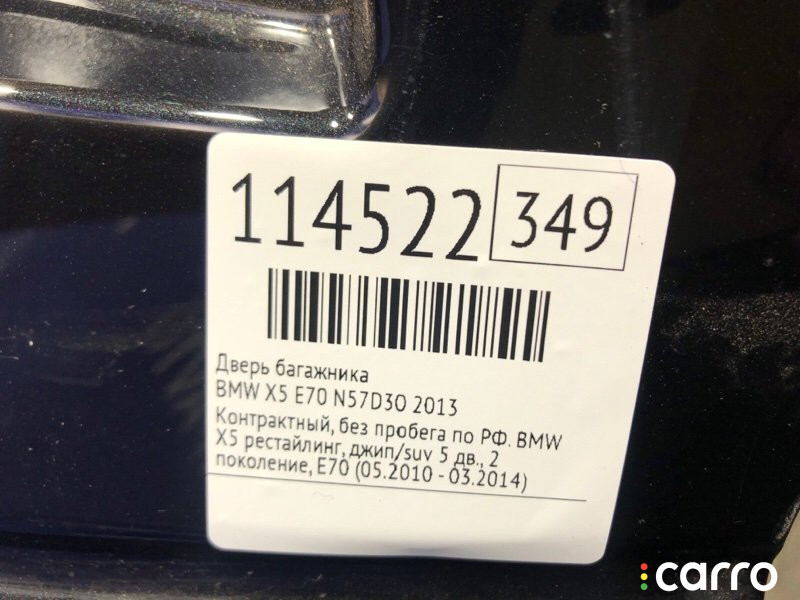 114522 349
Дверь багажника
BMW X5 E70 N57D30 2013
Контрактный, без пробега по РФ. BMW
X5 рестайлинг, джип/suv 5 дв., 2
поколение, E70 (05.2010 - 03.2014)
carro